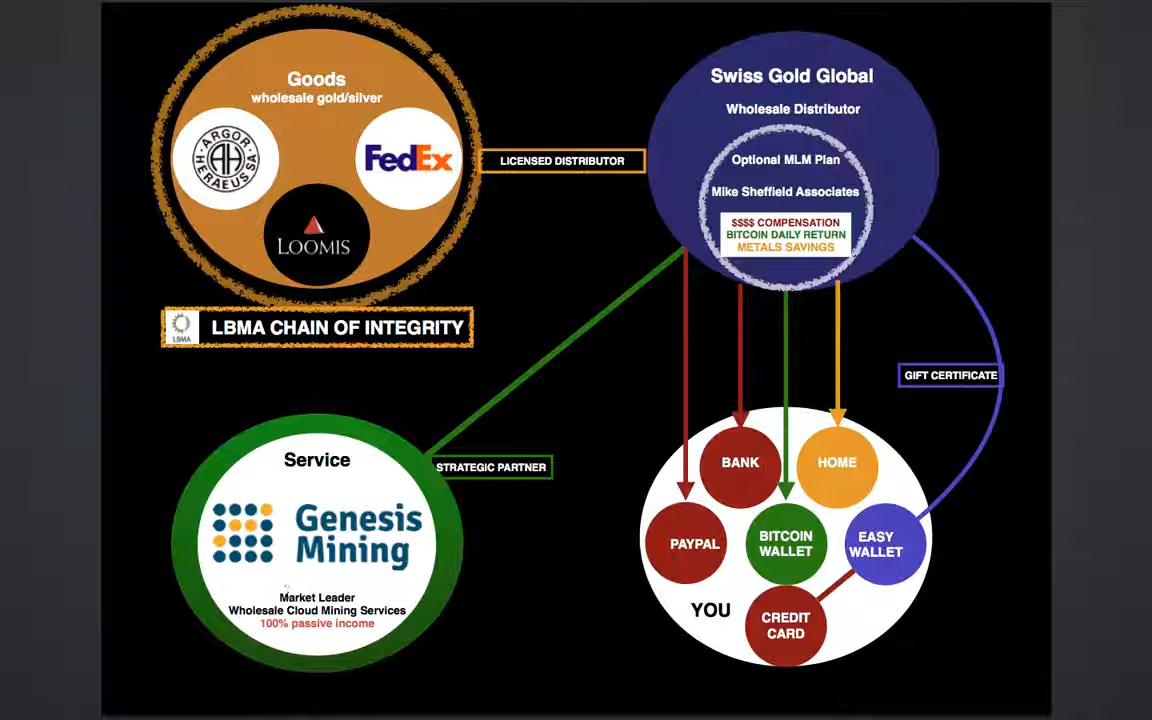 Goods
wholesale gold/silver
ARGOR
HERAEUS SA
AH
FedEx
LOOMIS
LBMA
LBMA CHAIN OF INTEGRITY
LICENSED DISTRIBUTOR
Swiss Gold Global
Wholesale Distributor
Optional MLM Plan
Mike Sheffield Associates
$$$$ COMPENSATION
BITCOIN DAILY RETURN
METALS SAVINGS
GIFT CERTIFICATE
STRATEGIC PARTNER
Service
Genesis
Mining
Market Leader
Wholesale Cloud Mining Services
100% passive income
BANK
HOME
PAYPAL
BITCOIN
WALLET
EASY
WALLET
YOU
CREDIT
CARD